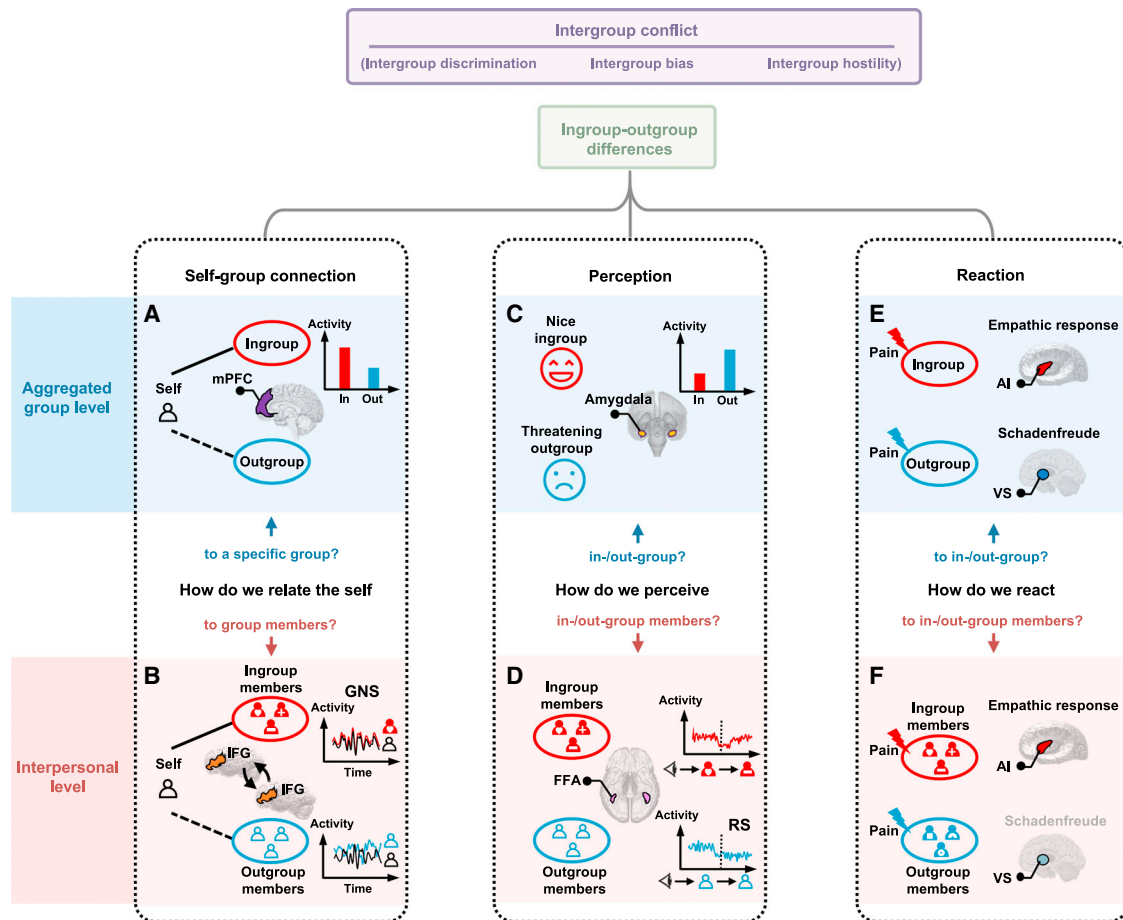 Intergroup conflict
(Intergroup discrimination Intergroup bias Intergroup hostility)
Ingroup-outgroup
differences
Self-group connection
Perception
Reaction
Aggregated
group level
A
Ingroup
Self
mPFC
Outgroup
Activity
In Out
C
Nice
ingroup
Amygdala
Threatening
outgroup
Activity
In Out
E
Pain
Ingroup
Empathic response
AI
Pain
Outgroup
Schadenfreude
VS
to a specific group?
How do we relate the self
to group members?
in-/out-group?
How do we perceive
in-/out-group members?
to in-/out-group?
How do we react
to in-/out-group members?
Interpersonal
level
B
Ingroup
members
GNS
Activity
Time
Self
IFG
IFG
Outgroup
members
Activity
Time
D
Ingroup
members
Activity
FFA
Outgroup
members
Activity
RS
F
Ingroup
members
Pain
Empathic response
AI
Pain
Outgroup
members
Schadenfreude
VS